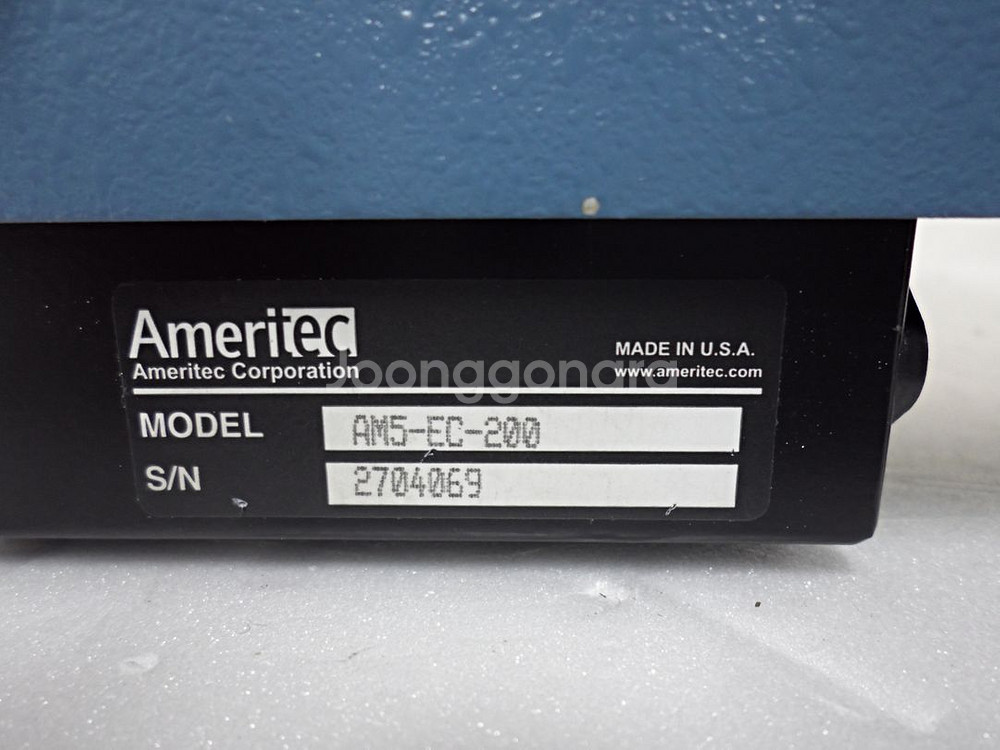 Ameritec
Ameritec Corporation
MADE IN U.S.A.
www.ameritec.com
Joonggonara
MODEL AM5-EC-200
S/N 2704069